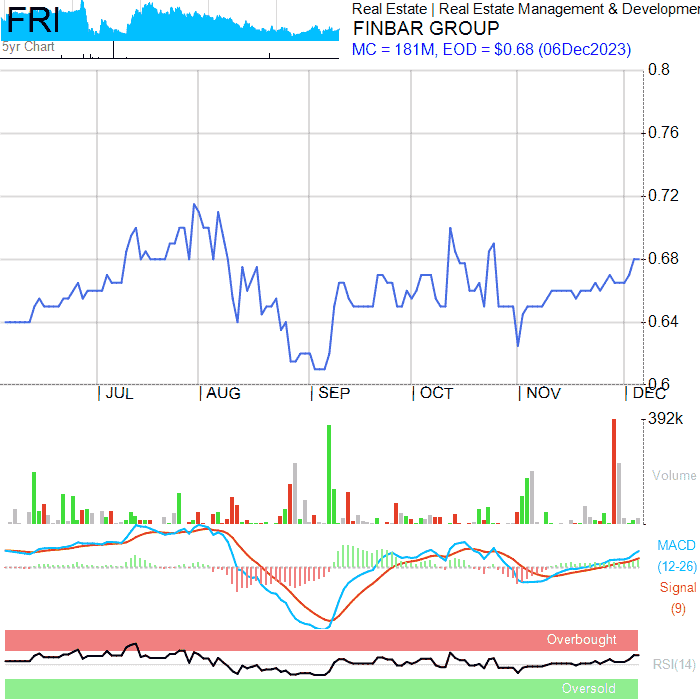 FRI
5yr Chart
Real Estate | Real Estate Management & Developmen
FINBAR GROUP
MC = 181M, EOD = $0.68 (06Dec2023)
0.8
0.76
0.72
0.68
0.64
0.6
JUL
AUG
SEP
OCT
NOV
DEC
392k
Volume
MACD
(12-26)
Signal
(9)
Overbought
RSI(14)
Oversold